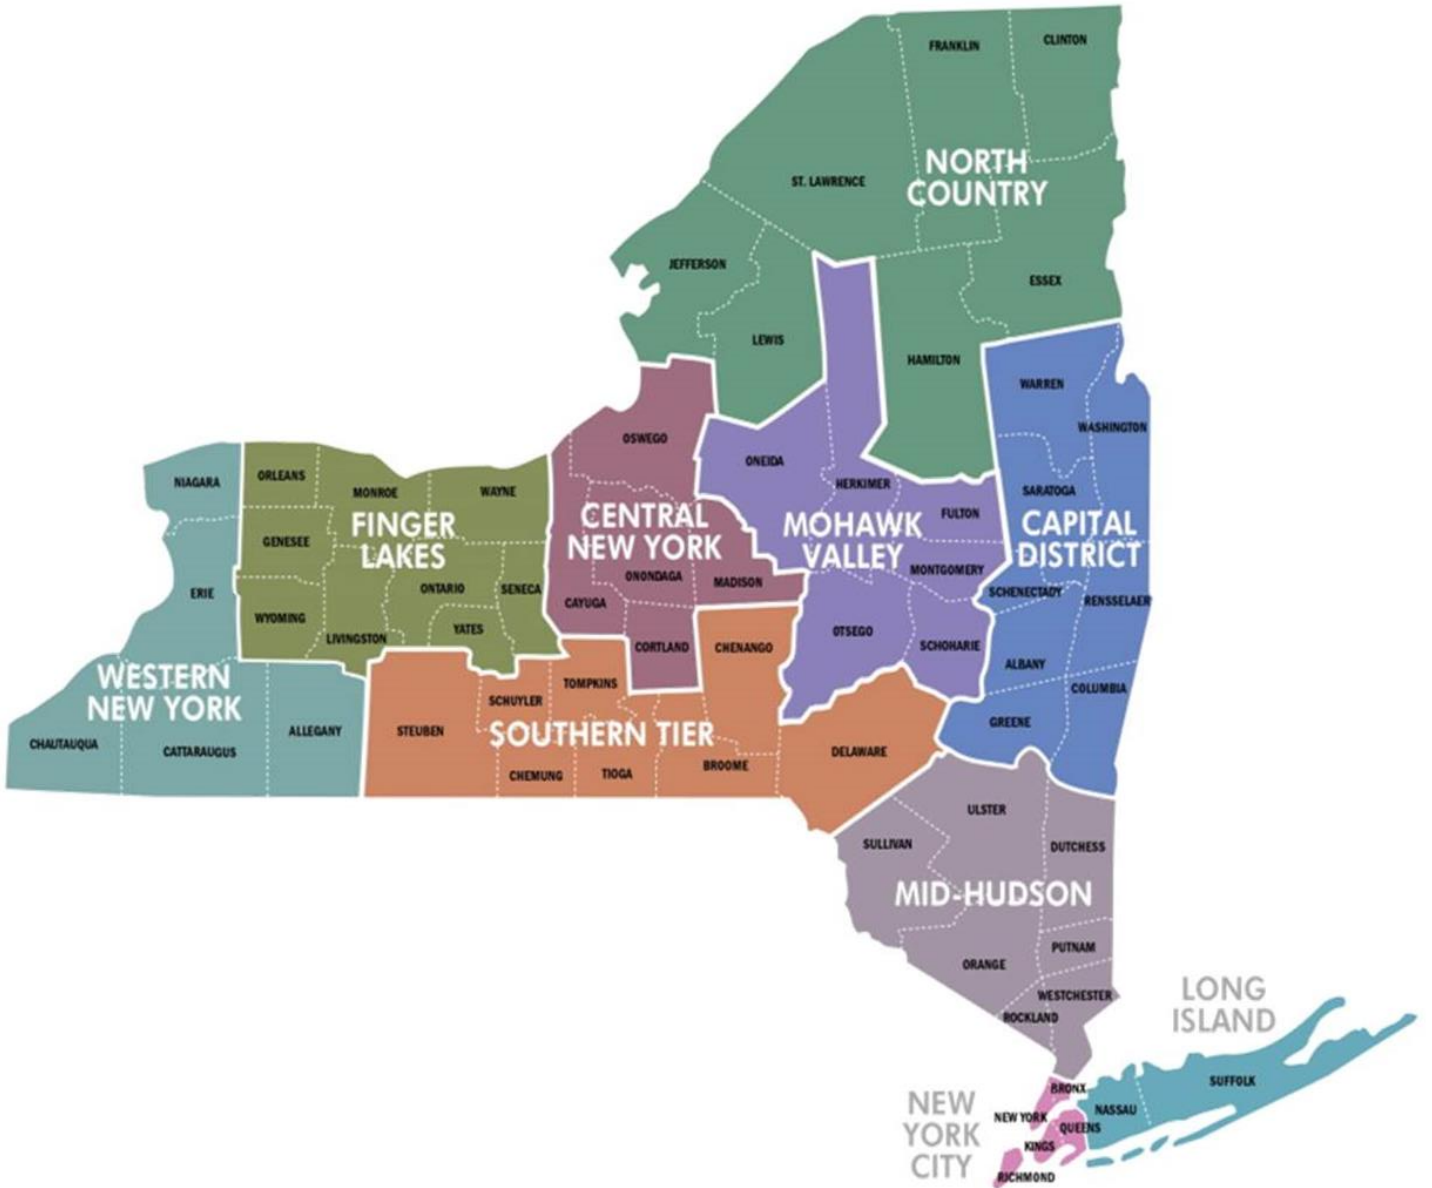 FRANKLIN
CLINTON
NORTH
COUNTRY
ST. LAWRENCE
JEFFERSON
ESSEX
LEWIS
HAMILTON
WARREN
WASHINGTON
OSWEGO
ONEIDA
HERKIMER
SARATOGA
FULTON
NIAGARA
ORLEANS
MONROE
WAYNE
FINGER
LAKES
CENTRAL
NEW YORK
MOHAWK
VALLEY
CAPITAL
DISTRICT
GENESEE
ERIE
ONTARIO
SENECA
ONONDAGA
MADISON
MONTGOMERY
SCHENECTADY
RENSSELAER
CAYUGA
WYOMING
LIVINGSTON
YATES
CORTLAND
CHENANGO
OTSEGO
SCHOHARIE
ALBANY
COLUMBIA
WESTERN
NEW YORK
TOMPKINS
SCHUYLER
STEUBEN
SOUTHERN TIER
GREENE
ALLEGANY
CHAUTAUQUA
CATTARAUGUS
CHEMUNG
TIOGA
BROOME
DELAWARE
ULSTER
SULLIVAN
DUTCHESS
MID-HUDSON
PUTNAM
ORANGE
WESTCHESTER
ROCKLAND
LONG
ISLAND
SUFFOLK
NASSAU
BRONX
NEW YORK
QUEENS
KINGS
RICHMOND
NEW
YORK
CITY